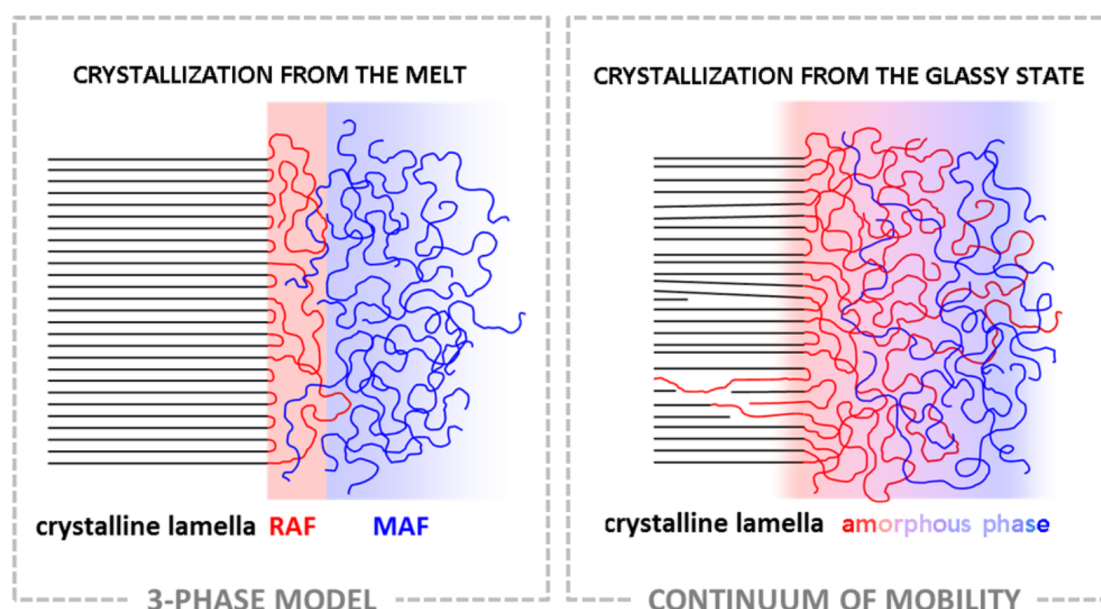 CRYSTALLIZATION FROM THE MELT
crystalline lamella RAF MAF
3-PHASE MODEL
CRYSTALLIZATION FROM THE GLASSY STATE
crystalline lamella amorphous phase
CONTINUUM OF MOBILITY